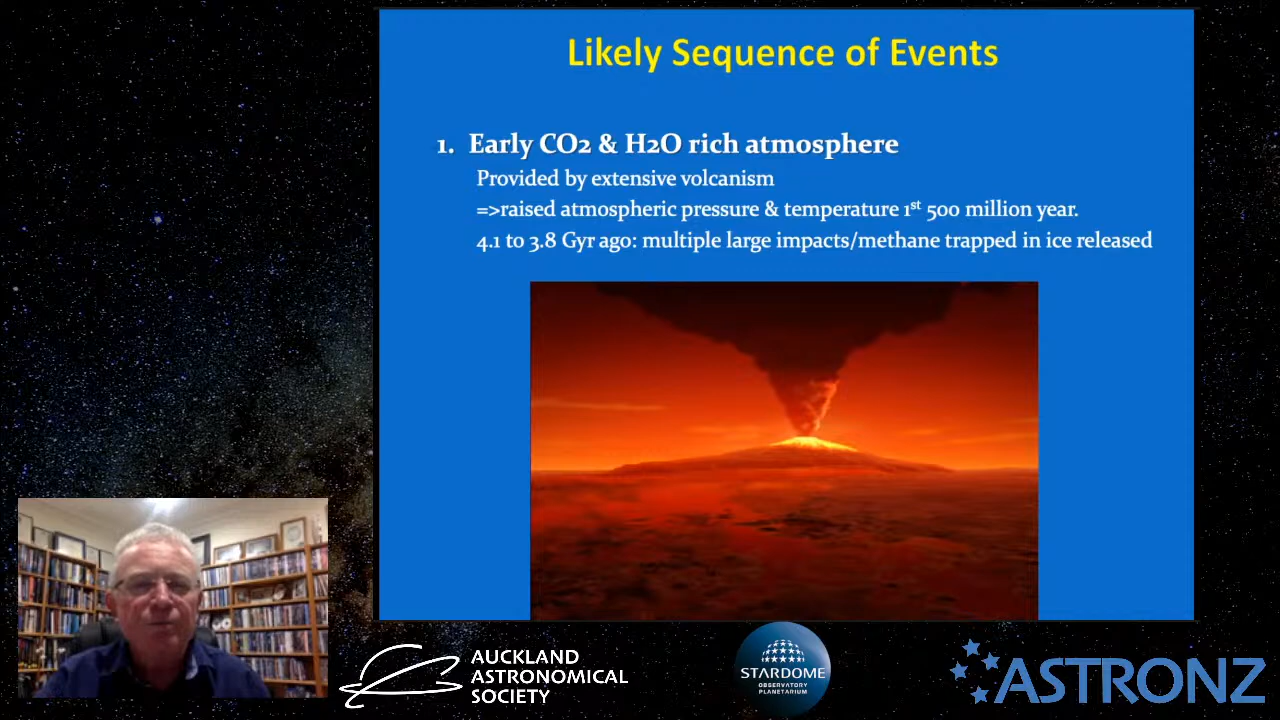 Likely Sequence of Events
1. Early CO2 & H2O rich atmosphere
Provided by extensive volcanism
=>raised atmospheric pressure & temperature 1st 500 million year.
4.1 to 3.8 Gyr ago: multiple large impacts/methane trapped in ice released
AUCKLAND
ASTRONOMICAL
SOCIETY
STARDOME
OBSERVATORY
PLANETARIUM
ASTRONZ